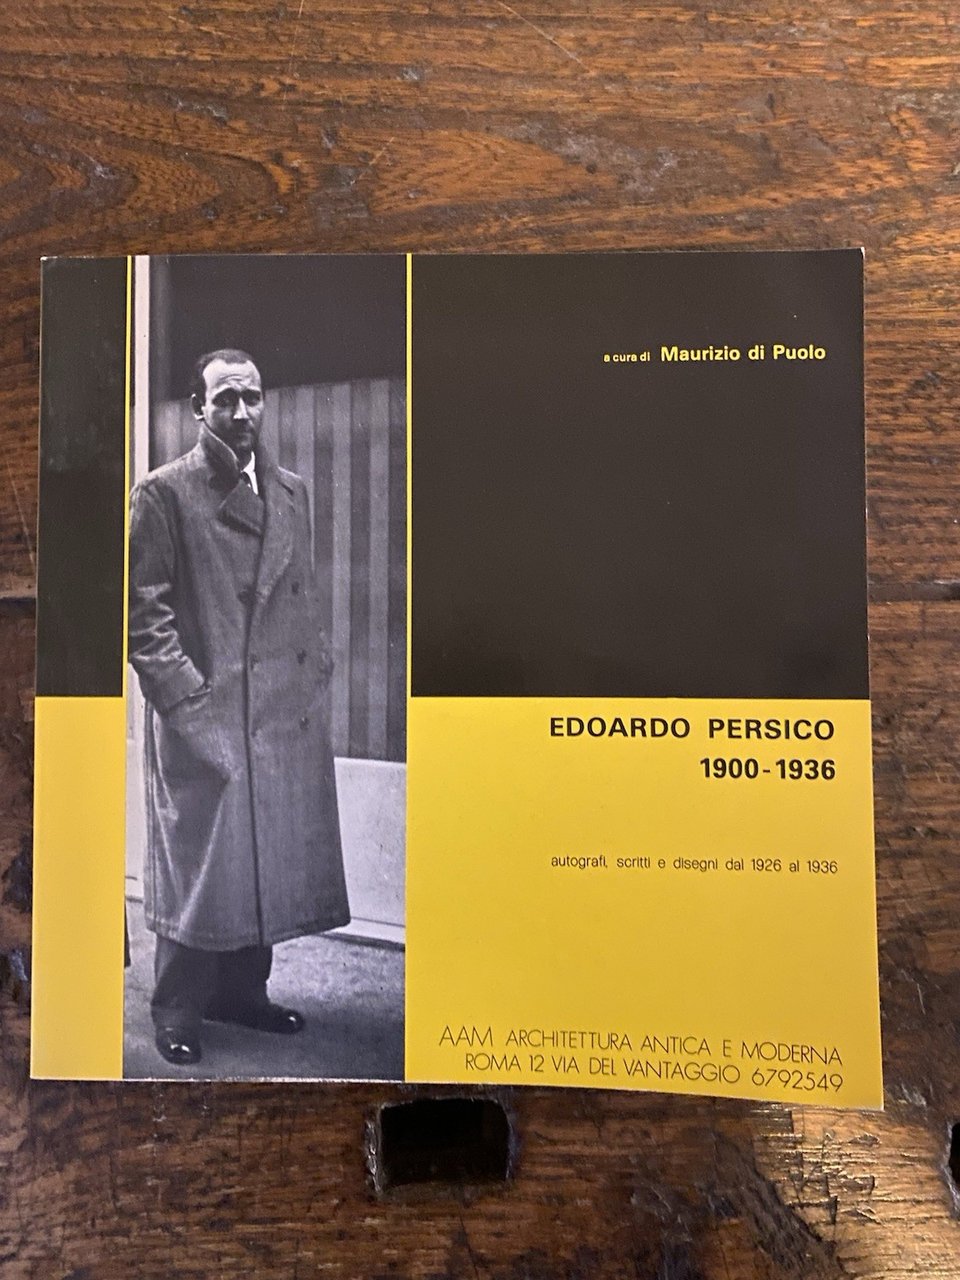 a cura di Maurizio di Puolo
EDOARDO PERSICO
1900-1936
autografi, scritti e disegni dal 1926 al 1936
AAM ARCHITETTURA ANTICA E MODERNA
ROMA 12 VIA DEL VANTAGGIO 6792549